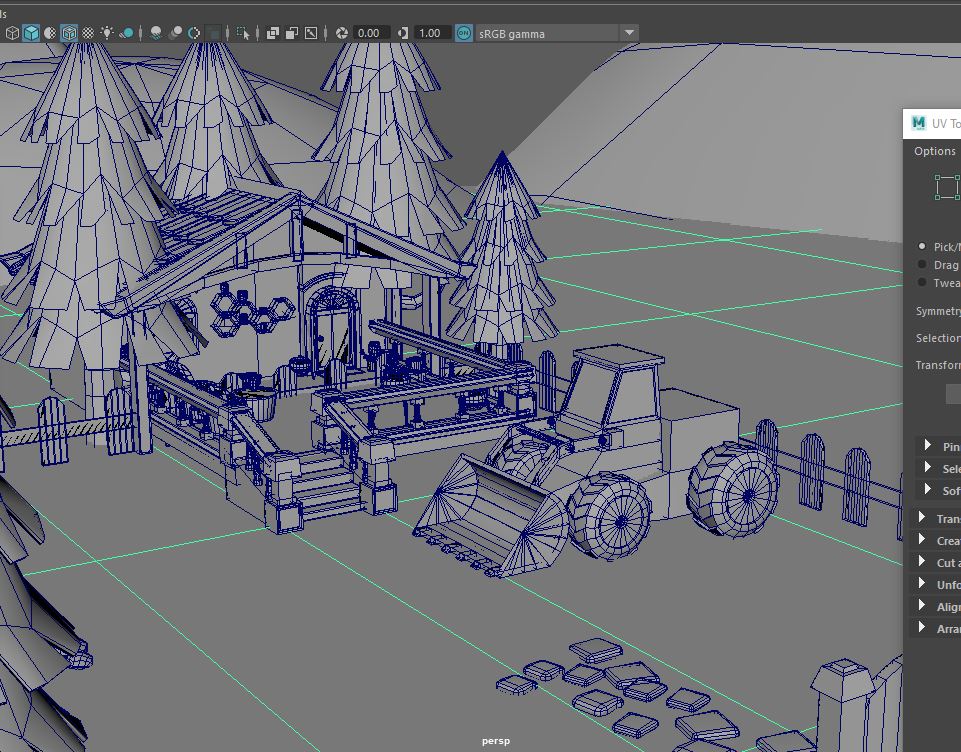 ls
0.00
1.00
ON
sRGB gamma
M
UV To
Options
Pick/M
Drag
Twea
Symmetry
Selection
Transform
Pin
Sele
Sof
Trans
Crea
Cut a
Unfo
Align
Arra
persp